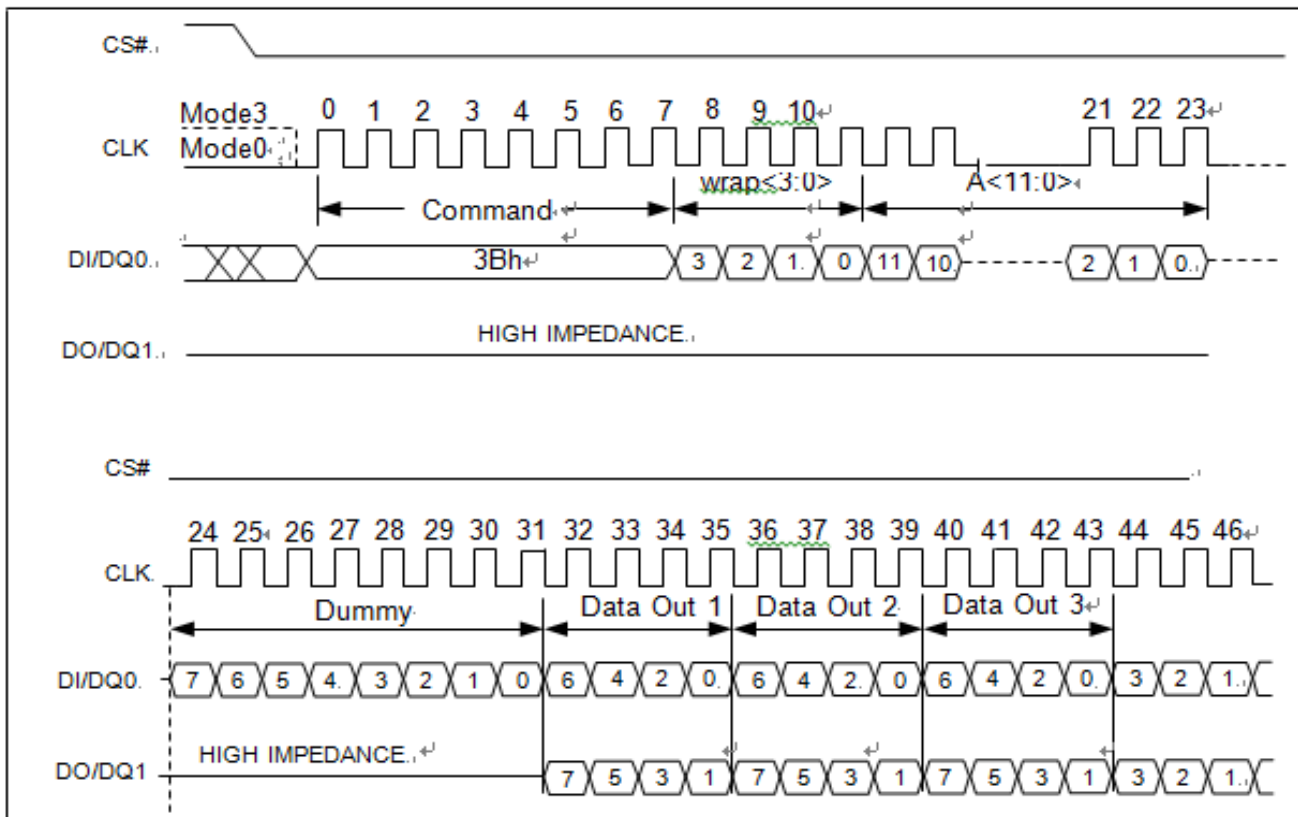 CS#.
Mode3 0 1 2 3 4 5 6 7 8 9 10 21 22 23
CLK Mode0
wrap<3:0> A<11:0>
Command
DI/DQ0. 3Bh 3 2 1. 0 11 10. 2 1 0.
HIGH IMPEDANCE.
DO/DQ1.
CS#
24 25 26 27 28 29 30 31 32 33 34 35 36 37 38 39 40 41 42 43 44 45 46
CLK.
Dummy Data Out 1 Data Out 2 Data Out 3
DI/DQ0. 7 6 5 4. 3 2 1 0 6 4 2 0. 6 4 2. 0 6 4 2 0. 3 2 1.
HIGH IMPEDANCE.
DO/DQ1 7 5 3 1 7 5 3 1 7 5 3 1 3 2 1.